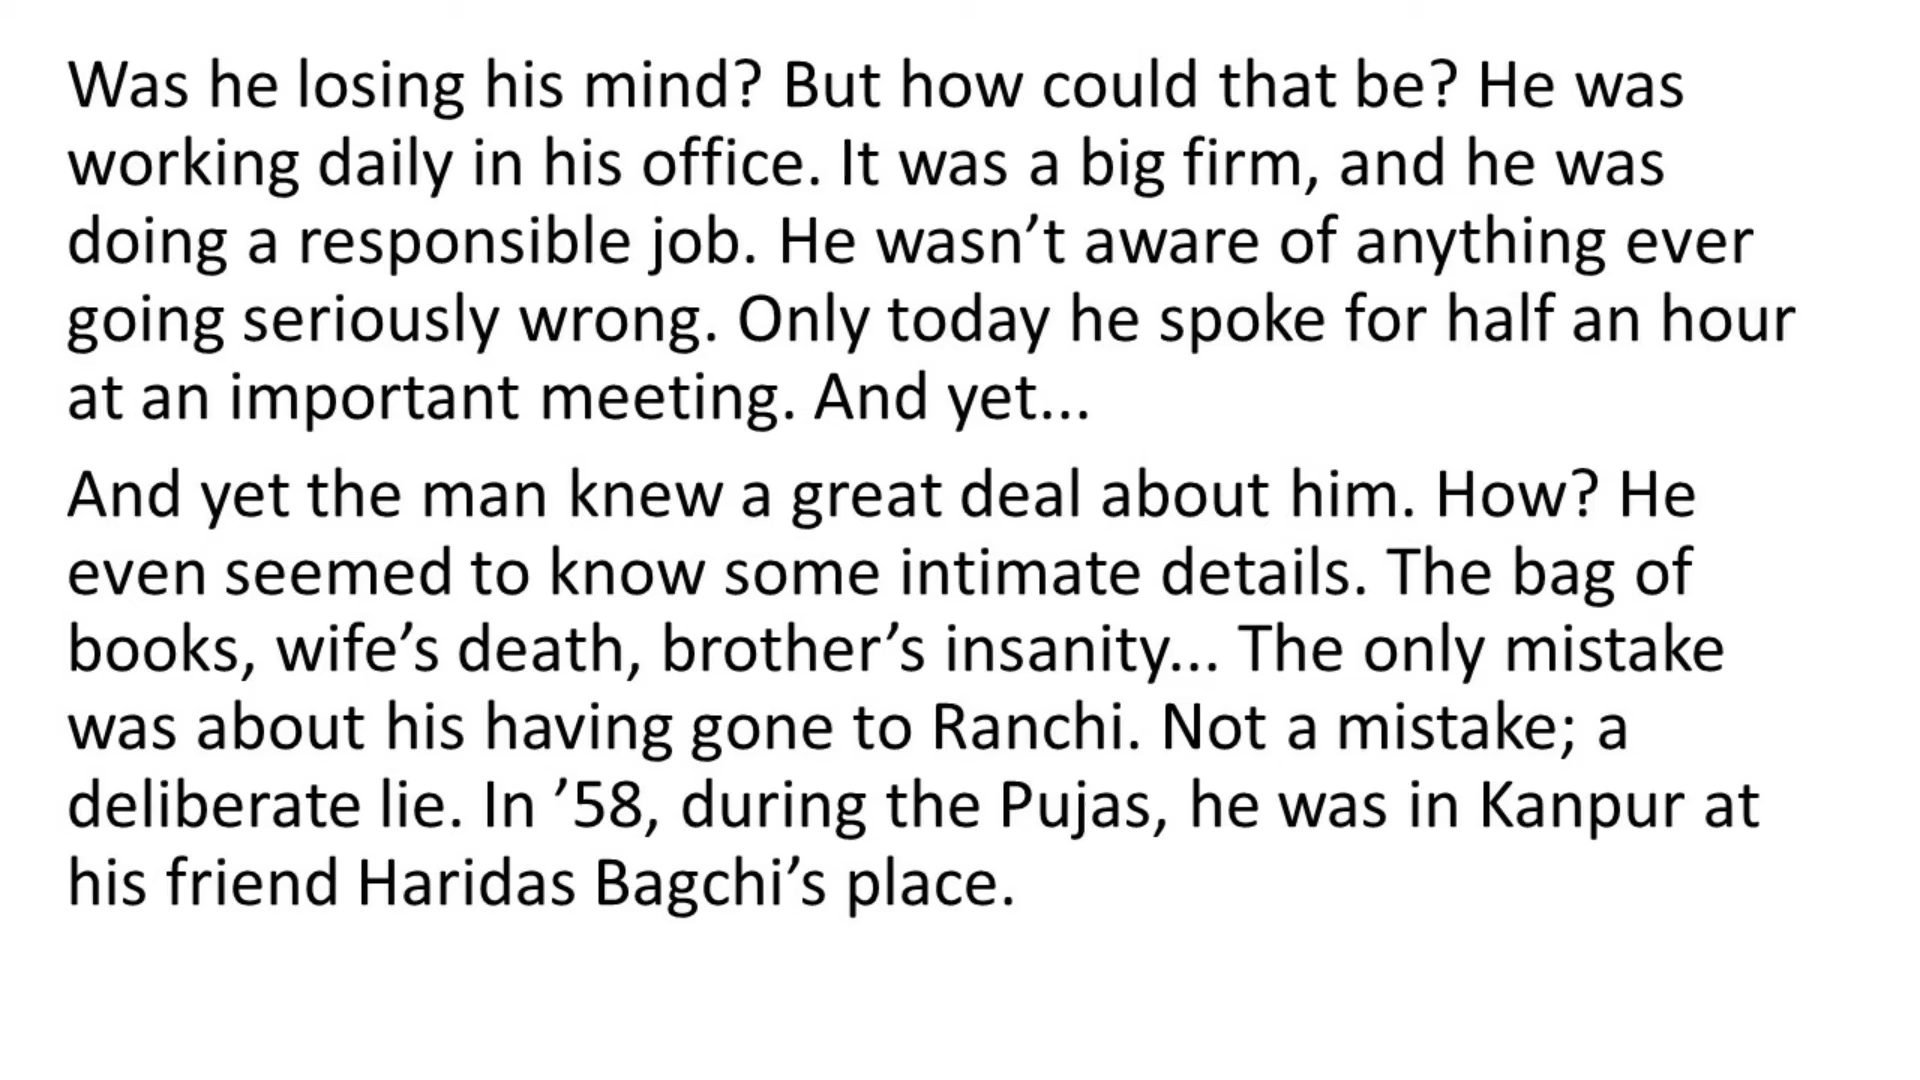 Was he losing his mind? But how could that be? He was
working daily in his office. It was a big firm, and he was
doing a responsible job. He wasn’t aware of anything ever
going seriously wrong. Only today he spoke for half an hour
at an important meeting. And yet...
And yet the man knew a great deal about him. How? He
even seemed to know some intimate details. The bag of
books, wife’s death, brother’s insanity... The only mistake
was about his having gone to Ranchi. Not a mistake; a
deliberate lie. In ’58, during the Pujas, he was in Kanpur at
his friend Haridas Bagchi’s place.